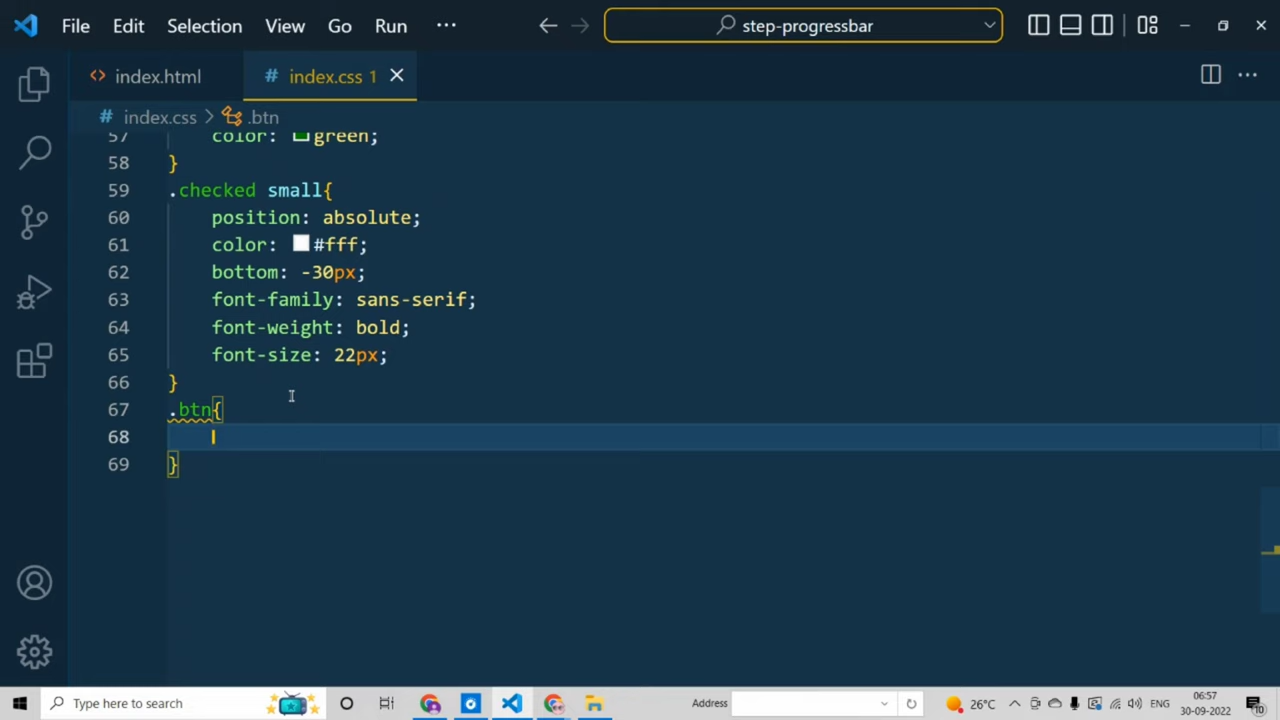 File Edit Selection View Go Run ··· step-progressbar
index.html # index.css 1
# index.css > .btn
57 color: green;
58 }
59 .checked small{
60 position: absolute;
61 color: #fff;
62 bottom: -30px;
63 font-family: sans-serif;
64 font-weight: bold;
65 font-size: 22px;
66 }
67 .btn{
68
69 }
Type here to search Address 26°C ENG 06:57
30-09-2022 10